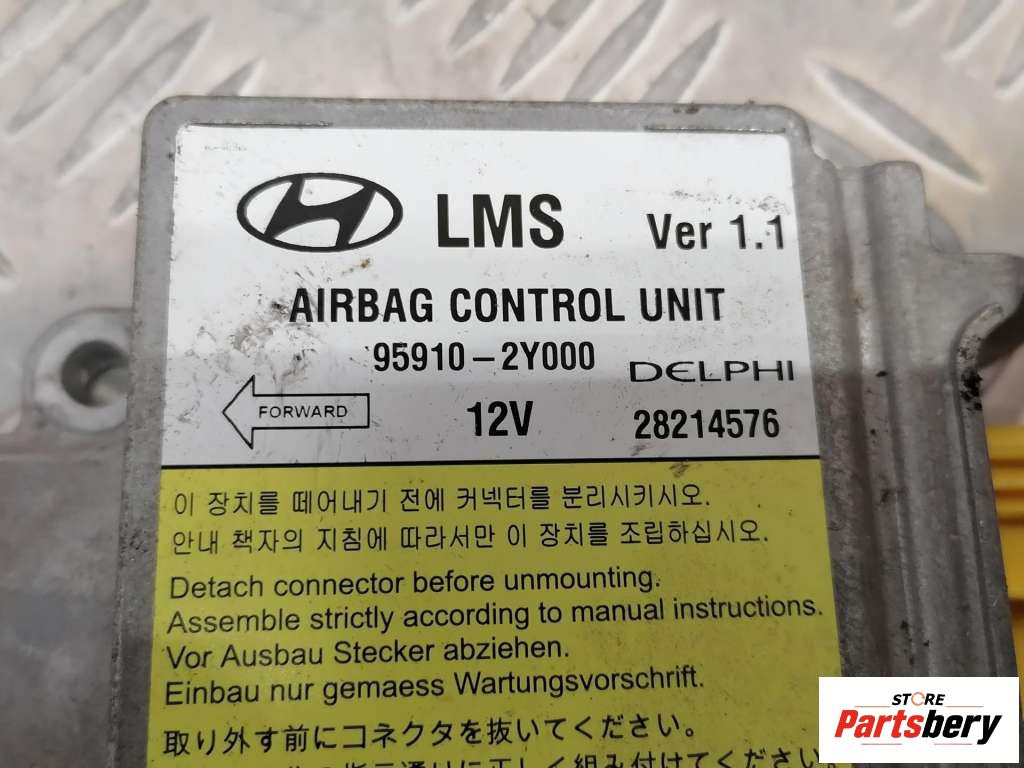 LMS Ver 1.1
AIRBAG CONTROL UNIT
95910-2Y000
DELPHI
FORWARD
12V
28214576
이 장치를 떼어내기 전에 커넥터를 분리시키시오.
안내 책자의 지침에 따라서만 이 장치를 조립하십시오.
Detach connector before unmounting.
Assemble strictly according to manual instructions.
Vor Ausbau Stecker abziehen.
Einbau nur gemaess Wartungsvorschrift.
取り外す前にコネクタを抜いてください。
STORE
Partsbery